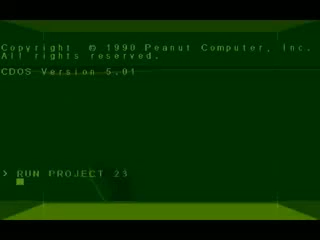 Copyright © 1990 Peanut Computer, Inc.
All rights reserved.
CDOS Version 5.01
> RUN PROJECT 23